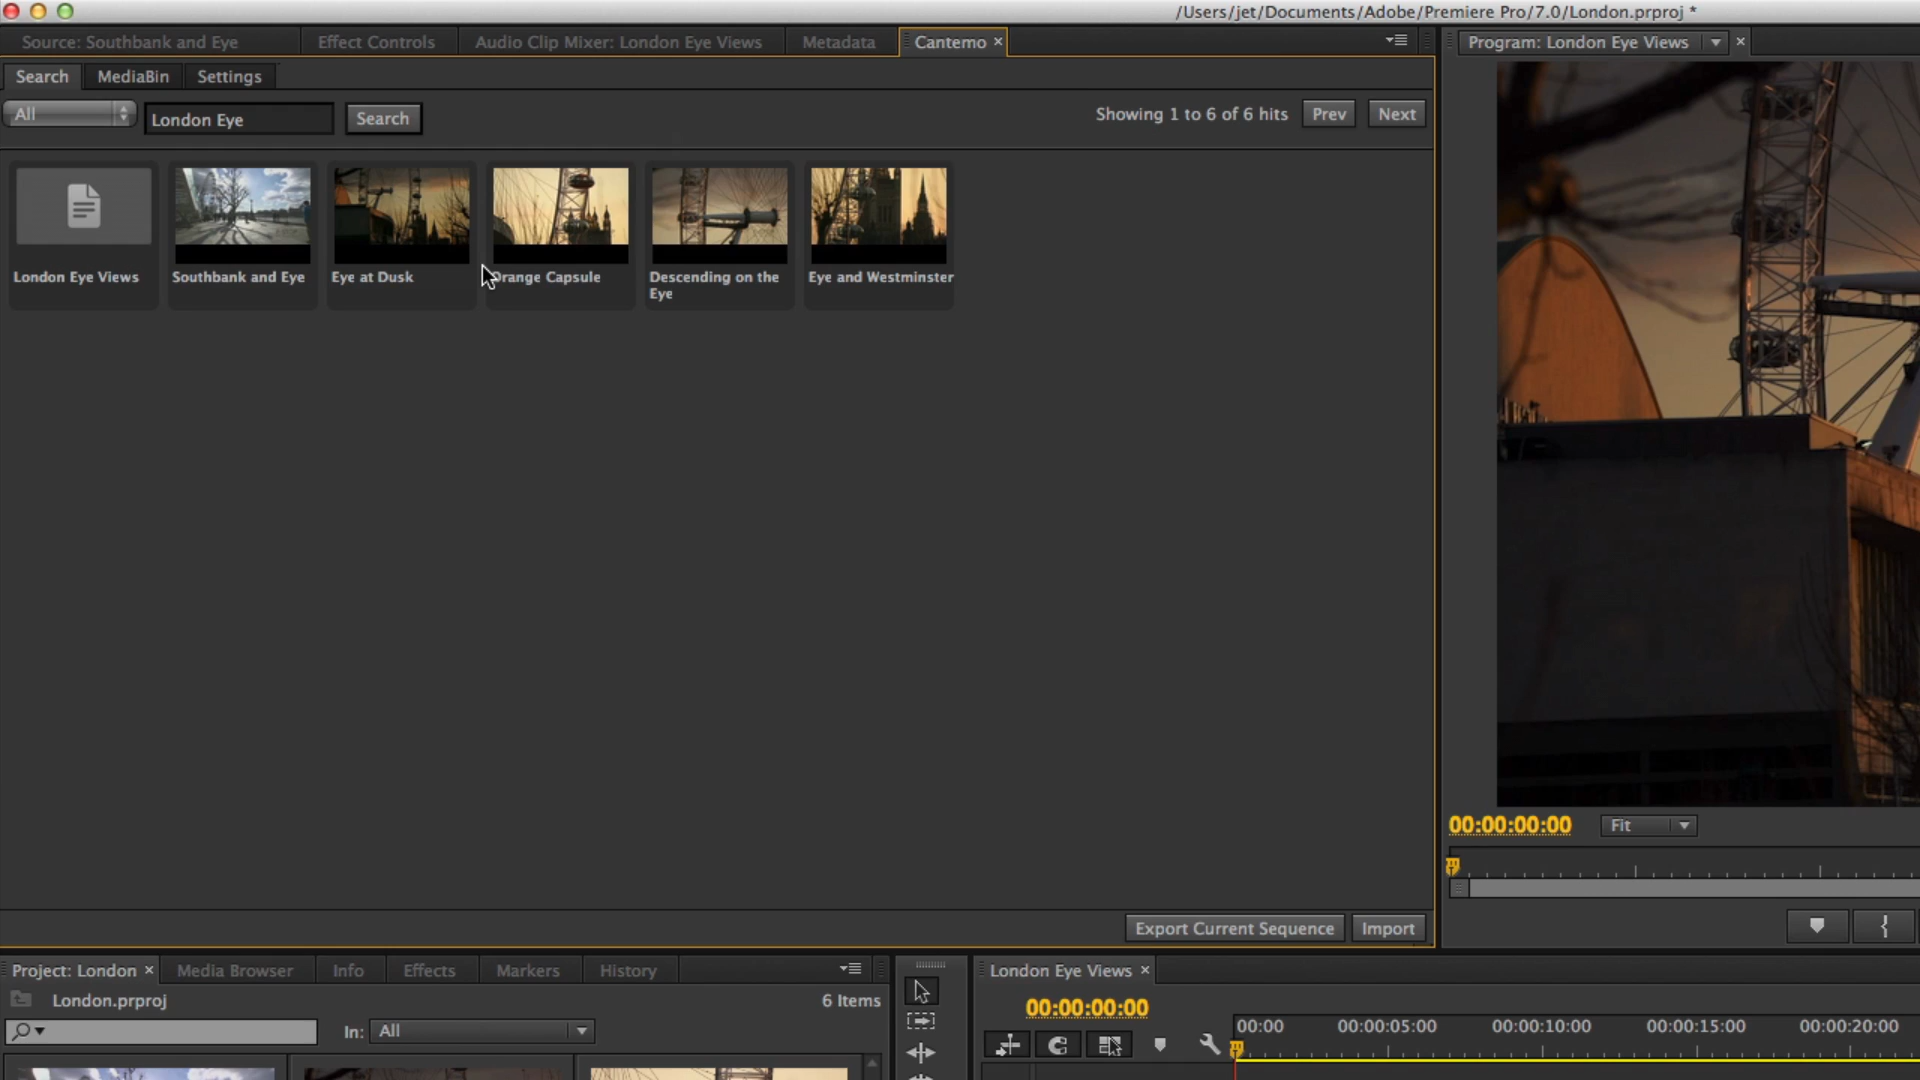 /Users/jet/Documents/Adobe/Premiere Pro/7.0/London.prproj *
Source: Southbank and Eye
Effect Controls
Audio Clip Mixer: London Eye Views
Metadata
Cantemo ×
Program: London Eye Views
Search
MediaBin
Settings
All
London Eye
Search
Showing 1 to 6 of 6 hits
Prev
Next
London Eye Views
Southbank and Eye
Eye at Dusk
Orange Capsule
Descending on the
Eye
Eye and Westminster
00:00:00:00
Fit
Export Current Sequence
Import
Project: London ×
Media Browser
Info
Effects
Markers
History
London Eye Views ×
London.prproj
6 Items
In: All
00:00:00:00
00:00
00:00:05:00
00:00:10:00
00:00:15:00
00:00:20:00